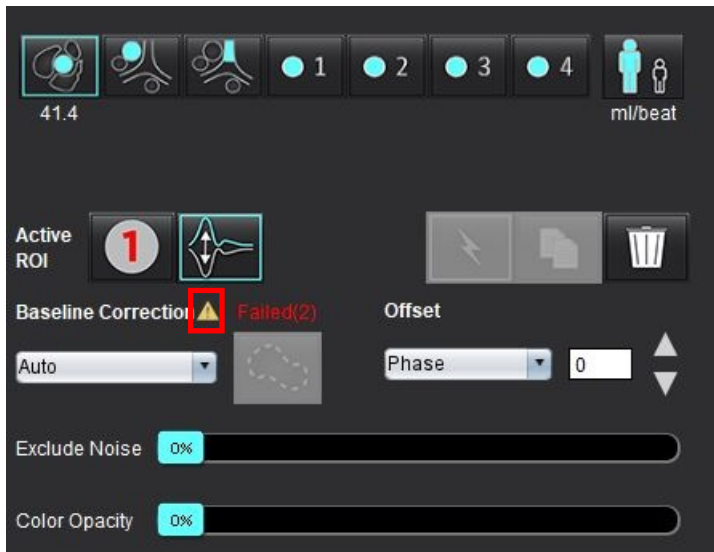 1
2
3
4
41.4
ml/beat
Active
ROI
1
Baseline Correction
Failed(2)
Offset
Auto
Phase
0
Exclude Noise
0%
Color Opacity
0%